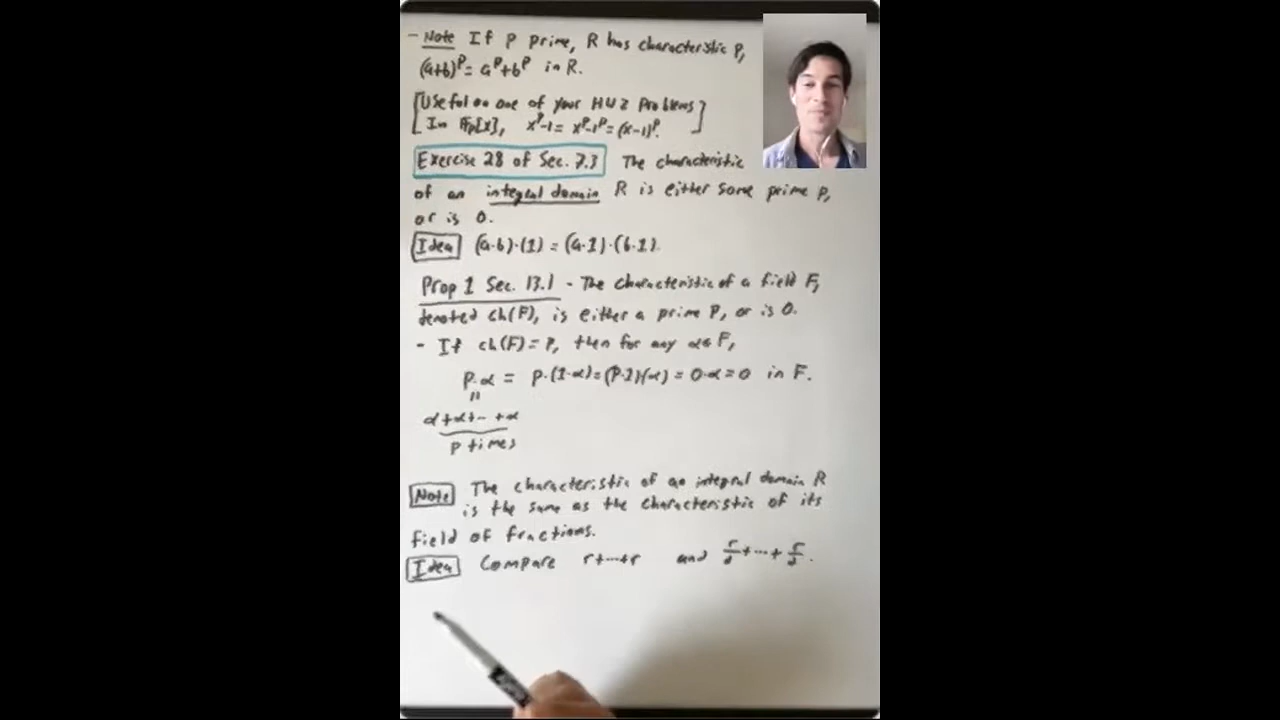 - Note If p prime, R has characteristic p,
(a+b)^p = a^p + b^p in R.
[Useful on one of your HW2 Problems
In F_p[x], x^p-1 = x^p-1^p = (x-1)^p.]
Exercise 28 of Sec. 7.3 The characteristic
of an integral domain R is either some prime p,
or is 0.
Idea (a·b)·(1) = (a·1)·(b·1).
Prop 1 Sec. 13.1 - The characteristic of a field F,
denoted ch(F), is either a prime P, or is 0.
- If ch(F) = P, then for any α∈F,
P·α = P·(1·α) = (P·1)(α) = 0·α = 0 in F.
=
α+α+··+α
P times
Note The characteristic of an integral domain R
is the same as the characteristic of its
field of fractions.
Idea Compare r+···+r and r/d+···+r/d.